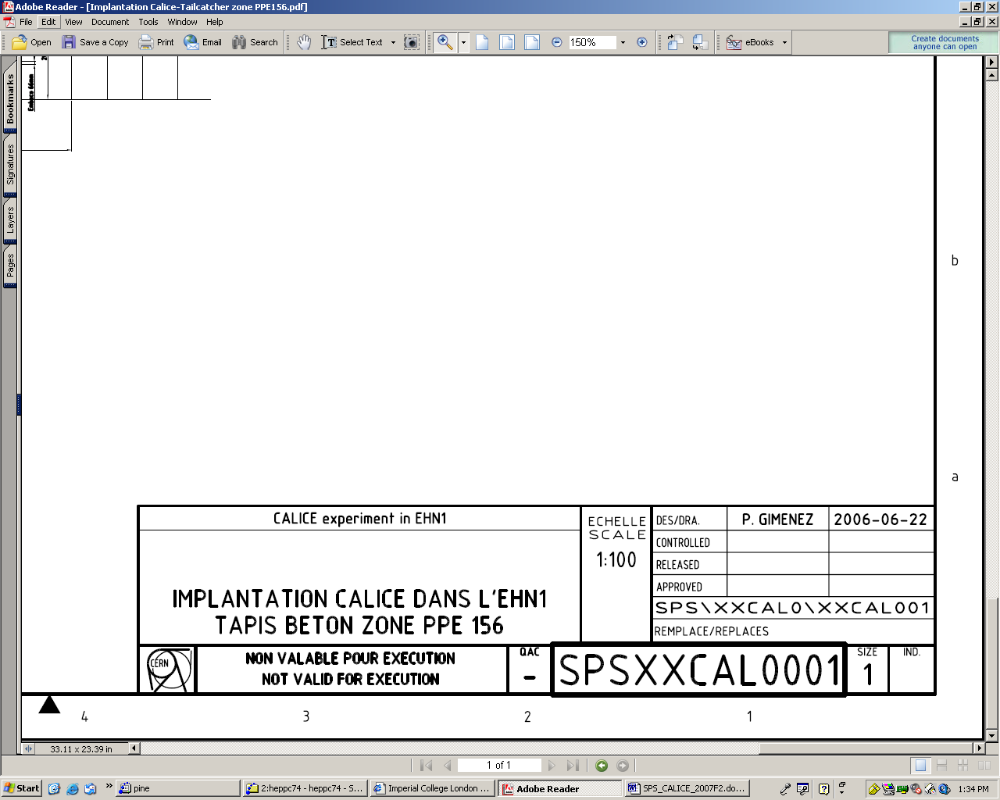 Adobe Reader - [Implantation Calice-Tailcatcher zone PPE156.pdf]
File Edit View Document Tools Window Help
Open Save a Copy Print Email Search Select Text 150% eBooks
Create documents
anyone can open
Bookmarks
Signatures
Layers
Pages
b
a
CALICE experiment in EHN1
IMPLANTATION CALICE DANS L'EHN1
TAPIS BETON ZONE PPE 156
ECHELLE
SCALE
1:100
DES/DRA. P. GIMENEZ 2006-06-22
CONTROLLED
RELEASED
APPROVED
SPS\XXCAL0\XXCAL001
REMPLACE/REPLACES
CERN
NON VALABLE POUR EXECUTION
NOT VALID FOR EXECUTION
QAC
-
SPSXXCAL0001
SIZE
1
IND.
4 3 2 1
33.11 x 23.39 in
1 of 1
Start pine 2:heppc74 - heppc74 - S... Imperial College London ... Adobe Reader SPS_CALICE_2007F2.do... 1:34 PM